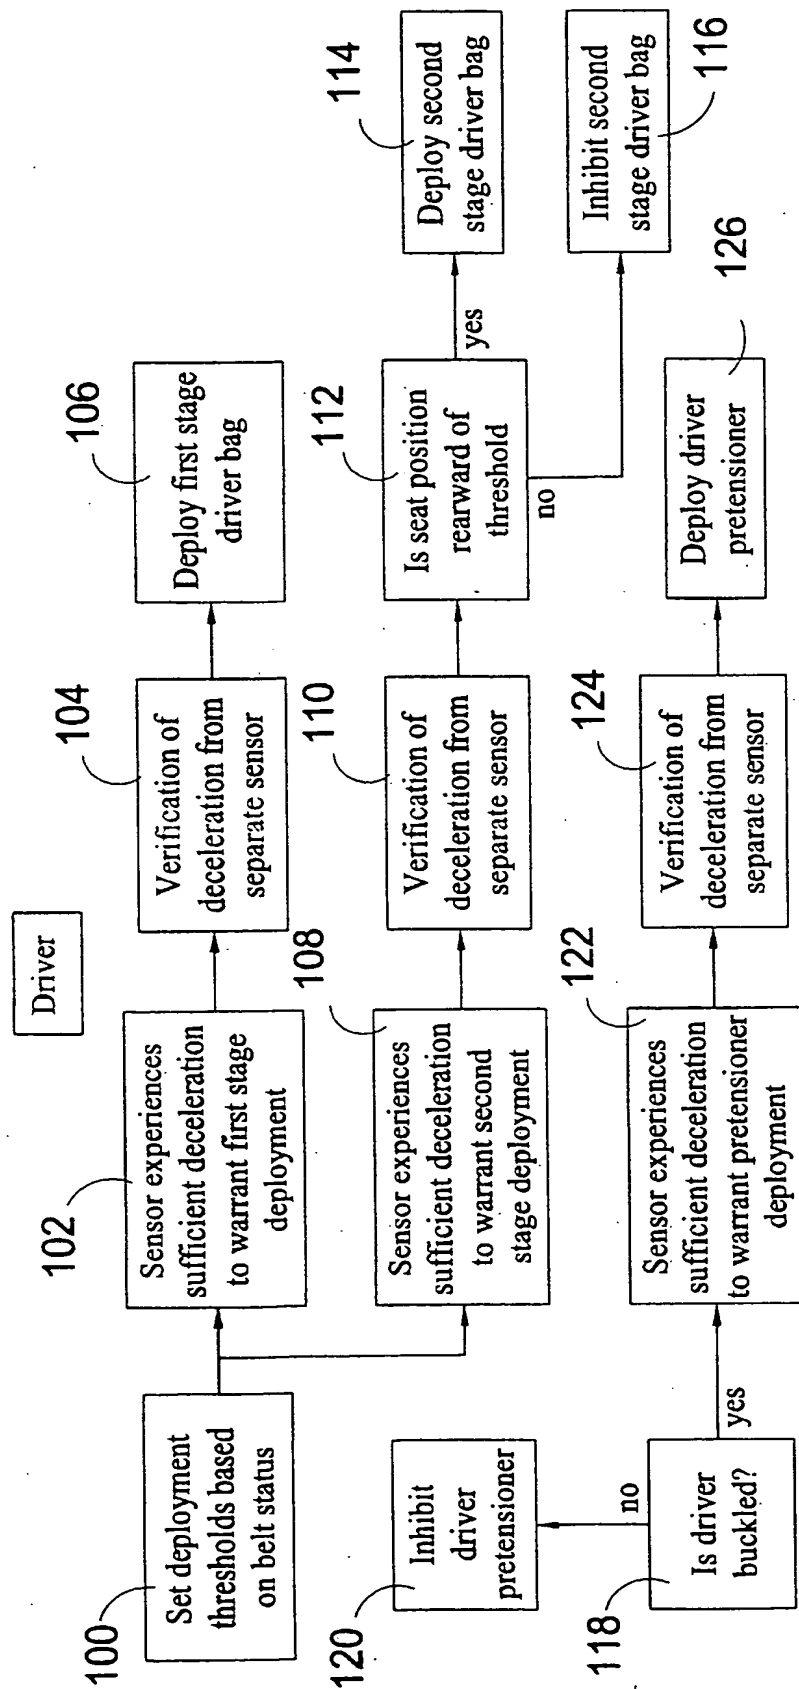 Driver
100
Set deployment
thresholds based
on belt status
102
Sensor experiences
sufficient deceleration
to warrant first stage
deployment
104
Verification of
deceleration from
separate sensor
106
Deploy first stage
driver bag
108
Sensor experiences
sufficient deceleration
to warrant second
stage deployment
110
Verification of
deceleration from
separate sensor
112
Is seat position
rearward of
threshold
yes
no
114
Deploy second
stage driver bag
116
Inhibit second
stage driver bag
118
Is driver
buckled?
no
yes
120
Inhibit
driver
pretensioner
122
Sensor experiences
sufficient deceleration
to warrant pretensioner
deployment
124
Verification of
deceleration from
separate sensor
126
Deploy driver
pretensioner